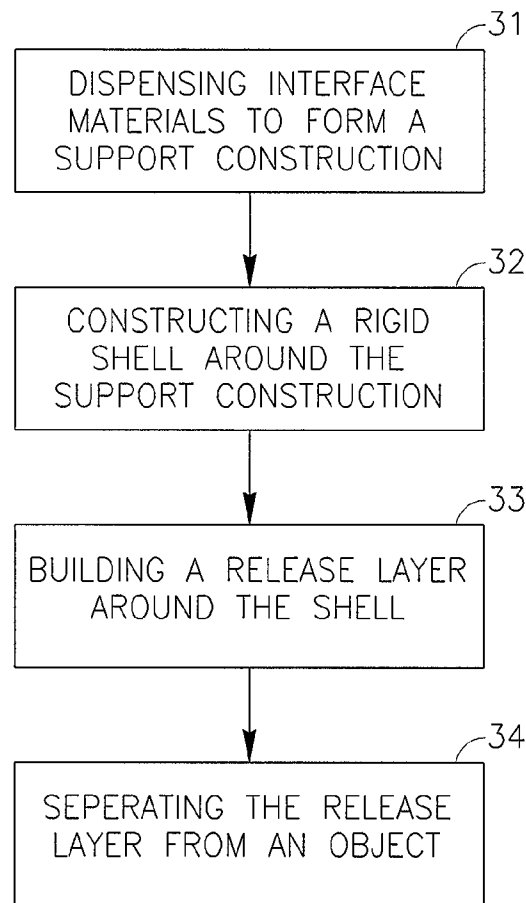 31
DISPENSING INTERFACE
MATERIALS TO FORM A
SUPPORT CONSTRUCTION
32
CONSTRUCTING A RIGID
SHELL AROUND THE
SUPPORT CONSTRUCTION
33
BUILDING A RELEASE LAYER
AROUND THE SHELL
34
SEPERATING THE RELEASE
LAYER FROM AN OBJECT